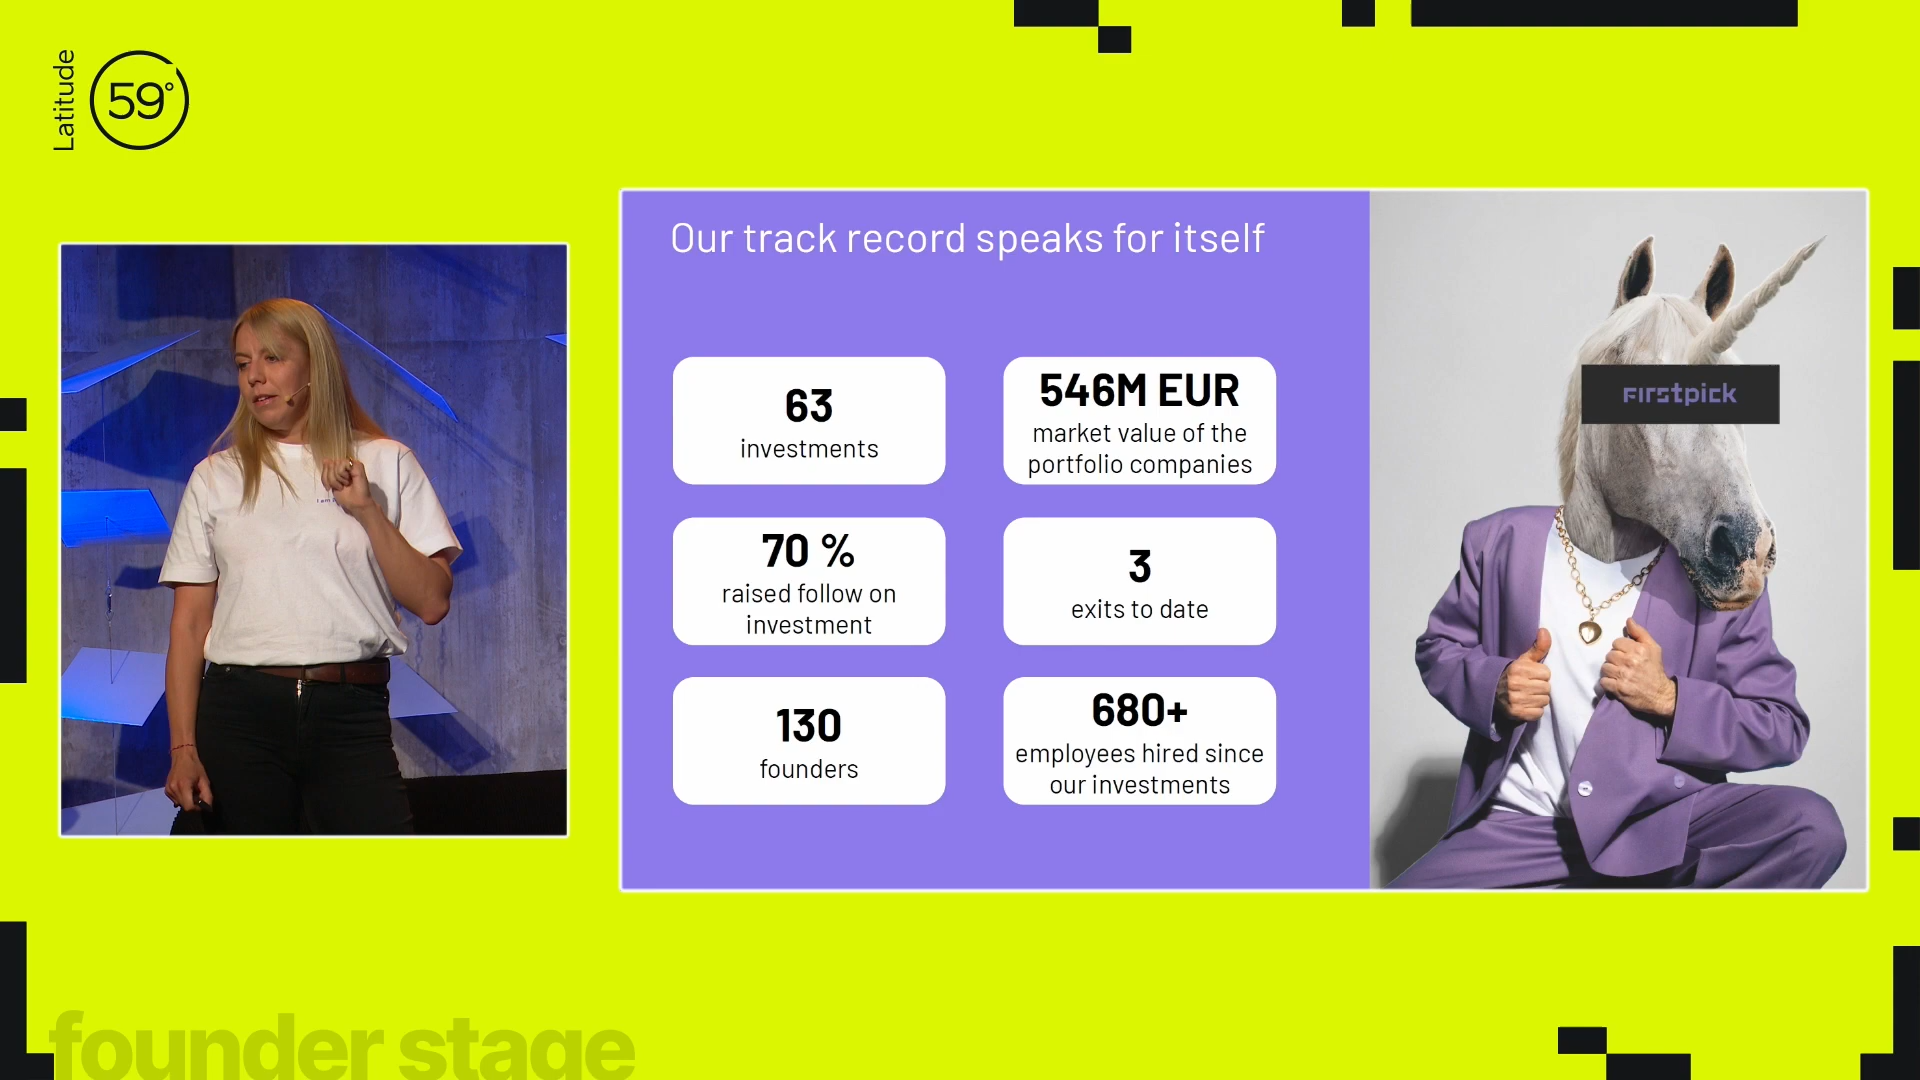 Latitude
59°
Our track record speaks for itself
63
investments
546M EUR
market value of the
portfolio companies
70 %
raised follow on
investment
3
exits to date
130
founders
680+
employees hired since
our investments
Firstpick
I am
founder stage